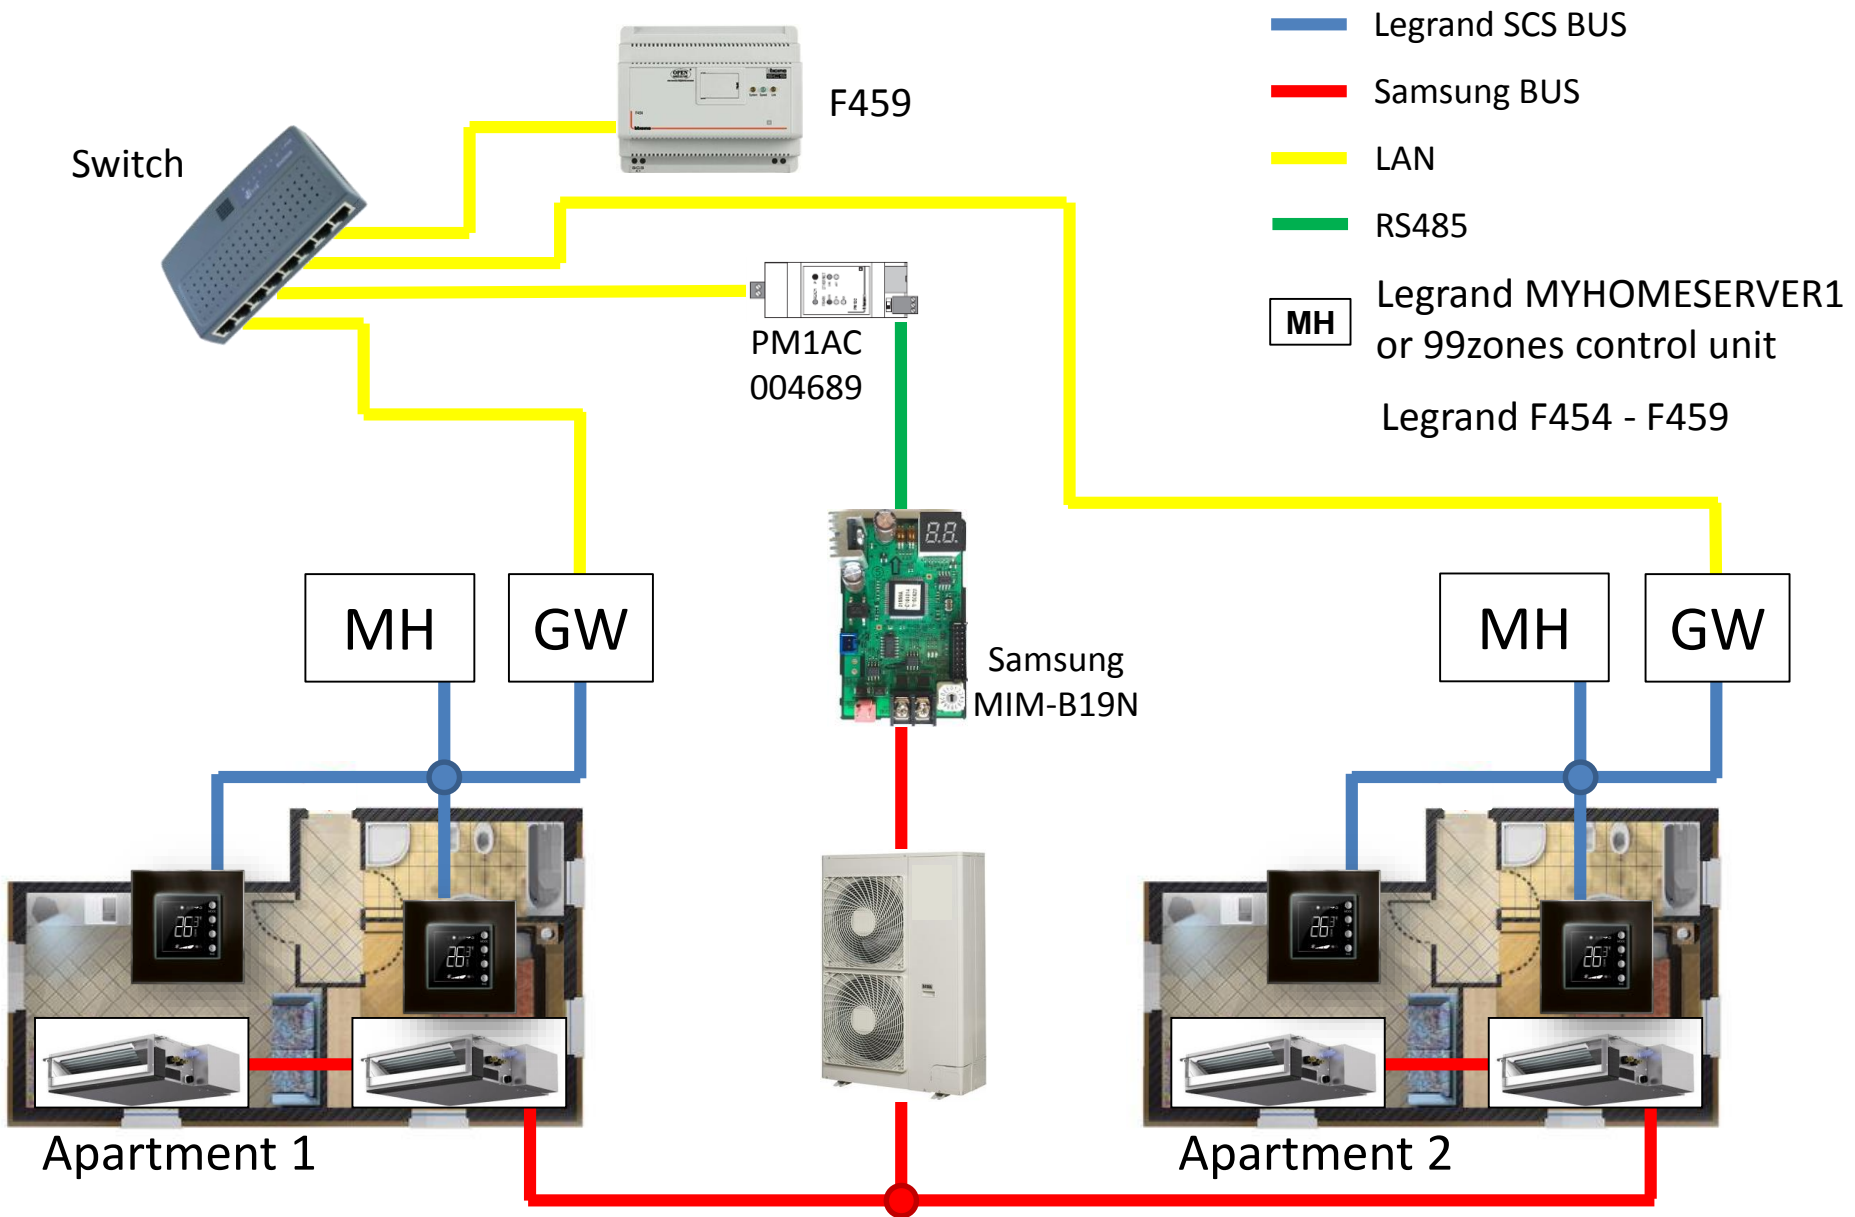 Legrand SCS BUS
Samsung BUS
LAN
RS485
MH
Legrand MYHOMESERVER1
or 99zones control unit
Legrand F454 - F459
F459
Switch
PM1AC
004689
MH
GW
Samsung
MIM-B19N
MH
GW
Apartment 1
Apartment 2